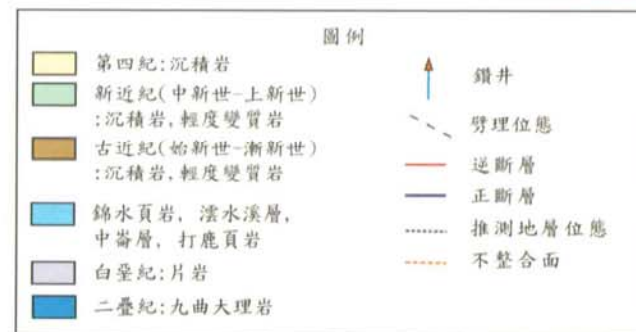 圖例
第四紀:沉積岩
新近紀(中新世-上新世)
:沉積岩,輕度變質岩
古近紀(始新世-漸新世)
:沉積岩,輕度變質岩
錦水頁岩, 澐水溪層,
中崙層, 打鹿頁岩
白堊紀:片岩
二疊紀:九曲大理岩
鑽井
劈理位態
逆斷層
正斷層
推測地層位態
不整合面